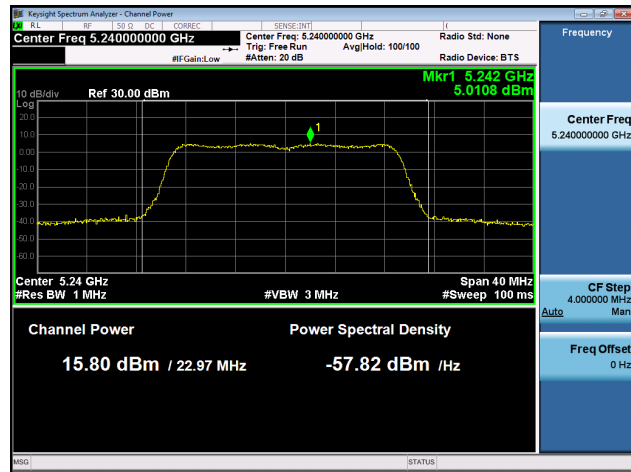 Keysight Spectrum Analyzer - Channel Power
RL RF 50 Ω DC CORREC SENSE:INT
Center Freq 5.240000000 GHz
Center Freq: 5.240000000 GHz
Radio Std: None
Trig: Free Run Avg|Hold: 100/100
#IFGain:Low
#Atten: 20 dB
Radio Device: BTS
Mkr1 5.242 GHz
5.0108 dBm
10 dB/div Ref 30.00 dBm
Log
20.0
10.0
0.00
-10.0
-20.0
-30.0
-40.0
-50.0
-60.0
1
Center 5.24 GHz
Span 40 MHz
#Res BW 1 MHz
#VBW 3 MHz
#Sweep 100 ms
Channel Power
Power Spectral Density
15.80 dBm / 22.97 MHz
-57.82 dBm /Hz
MSG
STATUS
Frequency
Center Freq
5.240000000 GHz
CF Step
4.000000 MHz
Auto Man
Freq Offset
0 Hz